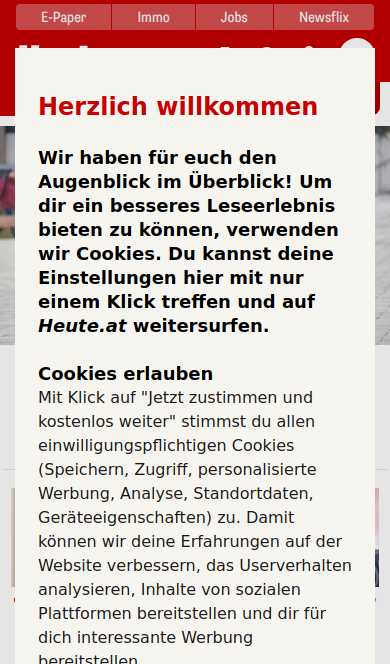 E-Paper
Immo
Jobs
Newsflix
Herzlich willkommen
Wir haben für euch den
Augenblick im Überblick! Um
dir ein besseres Leseerlebnis
bieten zu können, verwenden
wir Cookies. Du kannst deine
Einstellungen hier mit nur
einem Klick treffen und auf
Heute.at weitersurfen.
Cookies erlauben
Mit Klick auf "Jetzt zustimmen und
kostenlos weiter" stimmst du allen
einwilligungspflichtigen Cookies
(Speichern, Zugriff, personalisierte
Werbung, Analyse, Standortdaten,
Geräteeigenschaften) zu. Damit
können wir deine Erfahrungen auf der
Website verbessern, das Userverhalten
analysieren, Inhalte von sozialen
Plattformen bereitstellen und dir für
dich interessante Werbung
bereitstellen